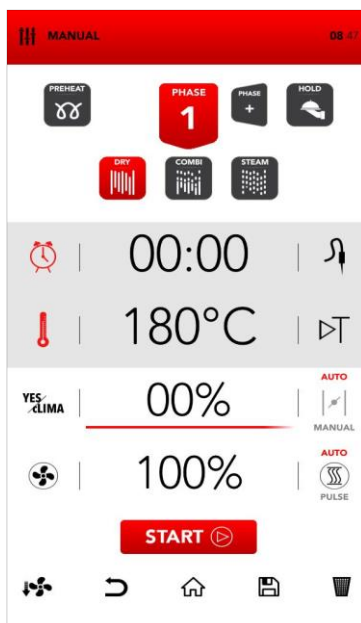 MANUAL
08:47
PREHEAT
PHASE
1
PHASE
+
HOLD
DRY
COMBI
STEAM
00:00
180°C
▷T
YES/
CLIMA
00%
AUTO
MANUAL
100%
AUTO
PULSE
START